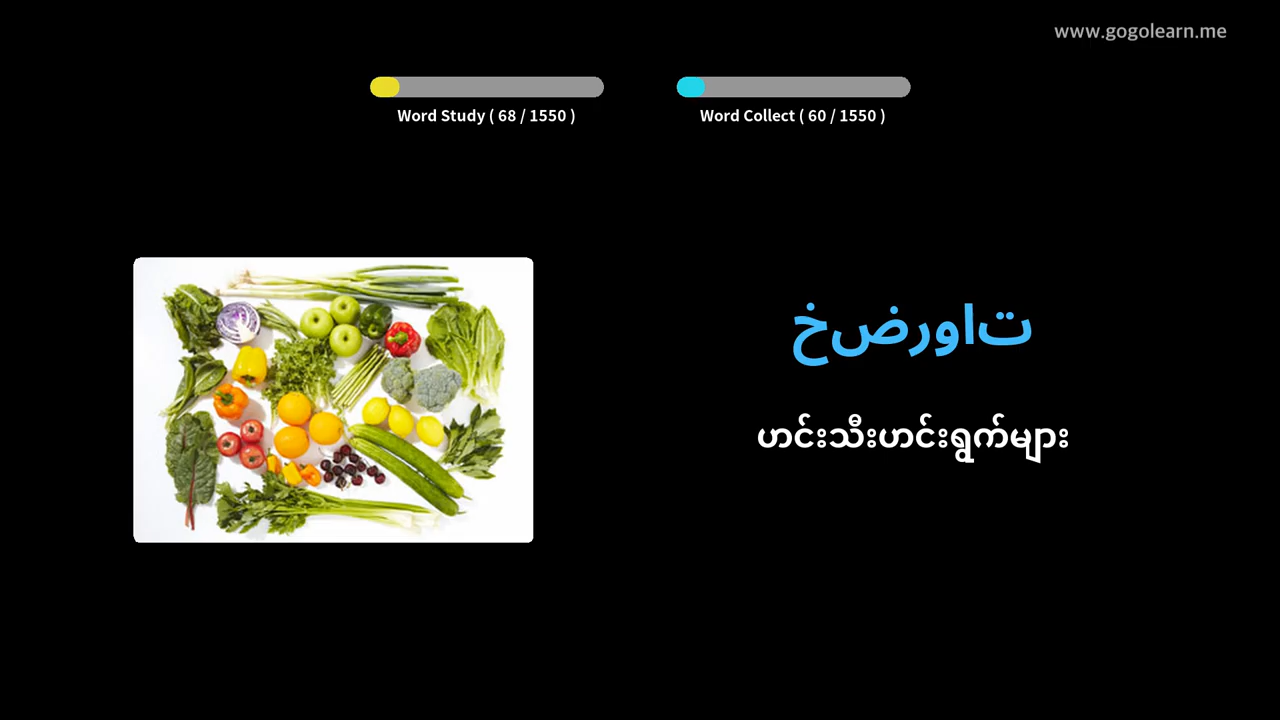 www.gogolearn.me
Word Study ( 68 / 1550 )
Word Collect ( 60 / 1550 )
تاورضخ
ဟင်းသီးဟင်းရွက်များ